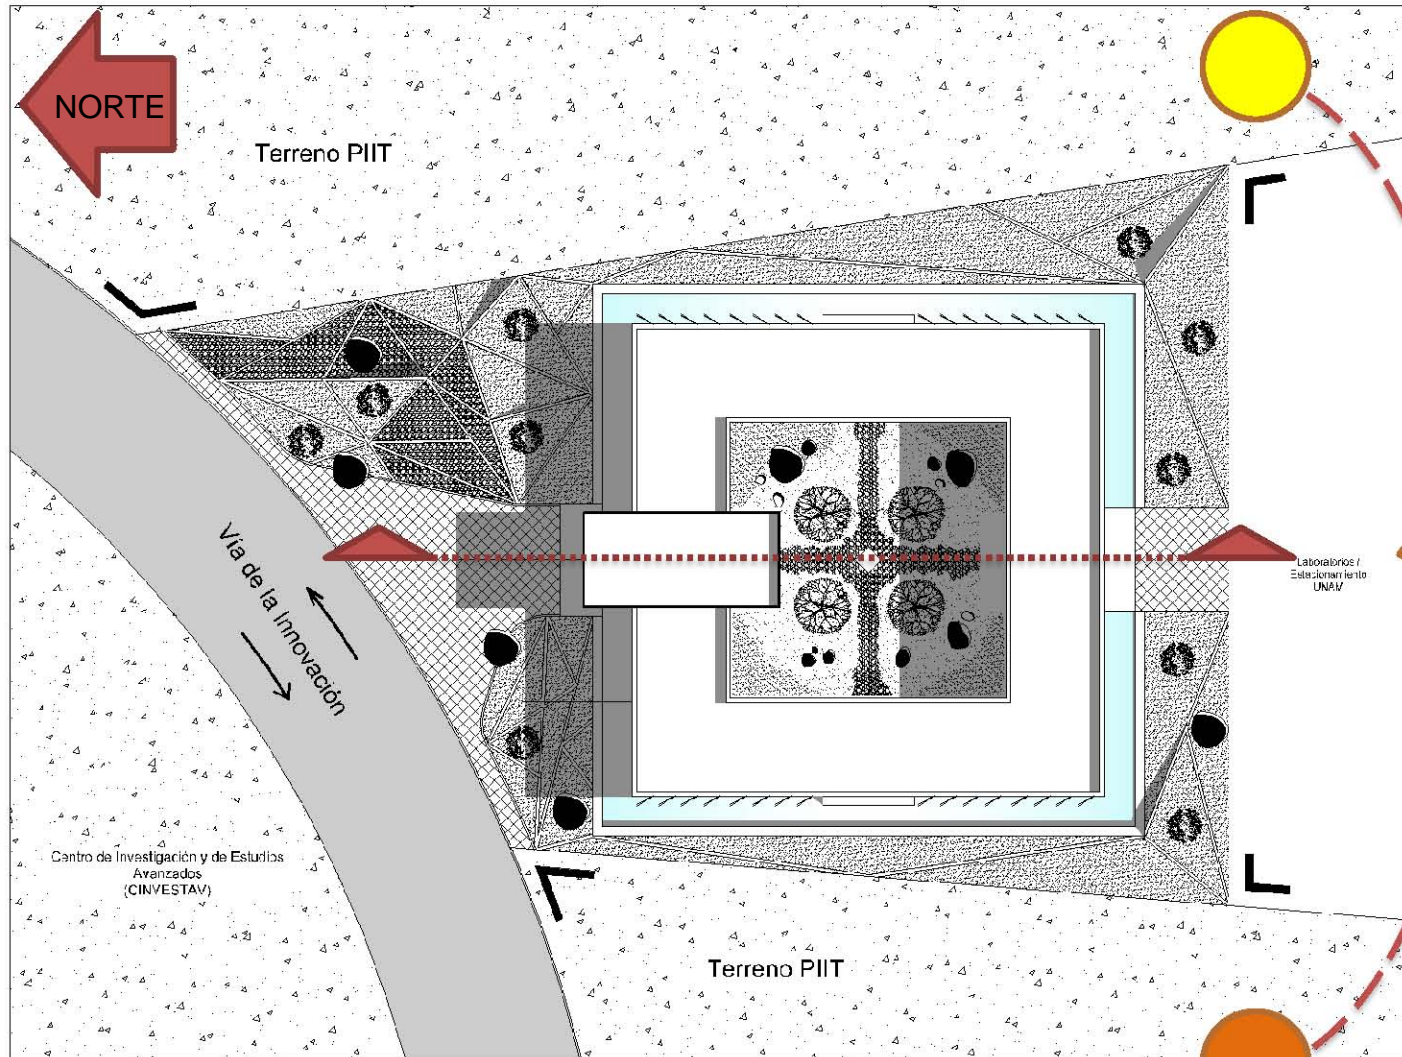 NORTE
Terreno PIIT
Vía de la Innovación
Laboratorios /
Estacionamiento
UNAM
Centro de Investigación y de Estudios
Avanzados
(CINVESTAV)
Terreno PIIT